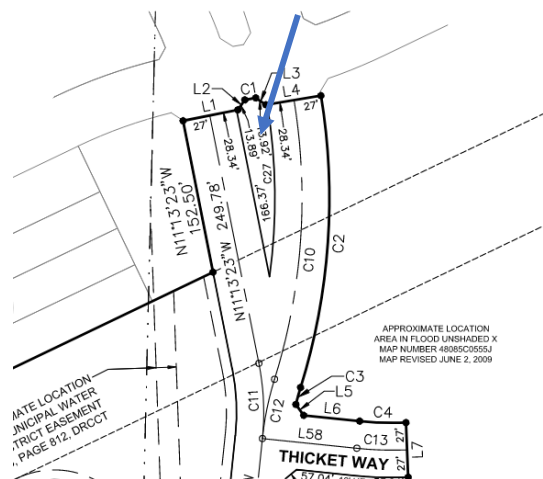 C1
L3
L2
L1
L4
27'
27'
13.89'
28.34'
28.34'
C27
166.37'
N11°13'23"W
152.50'
N11°13'23"W 249.78'
C10
C2
APPROXIMATE LOCATION
AREA IN FLOOD UNSHADED X
MAP NUMBER 48085C0555J
MAP REVISED JUNE 2, 2009
C3
L5
L6
C4
C11
C12
L58
C13
27'
L7
27'
THICKET WAY
57.04'
MATE LOCATION
UNICIPAL WATER
TRICT EASEMENT
, PAGE 812, DRCCT